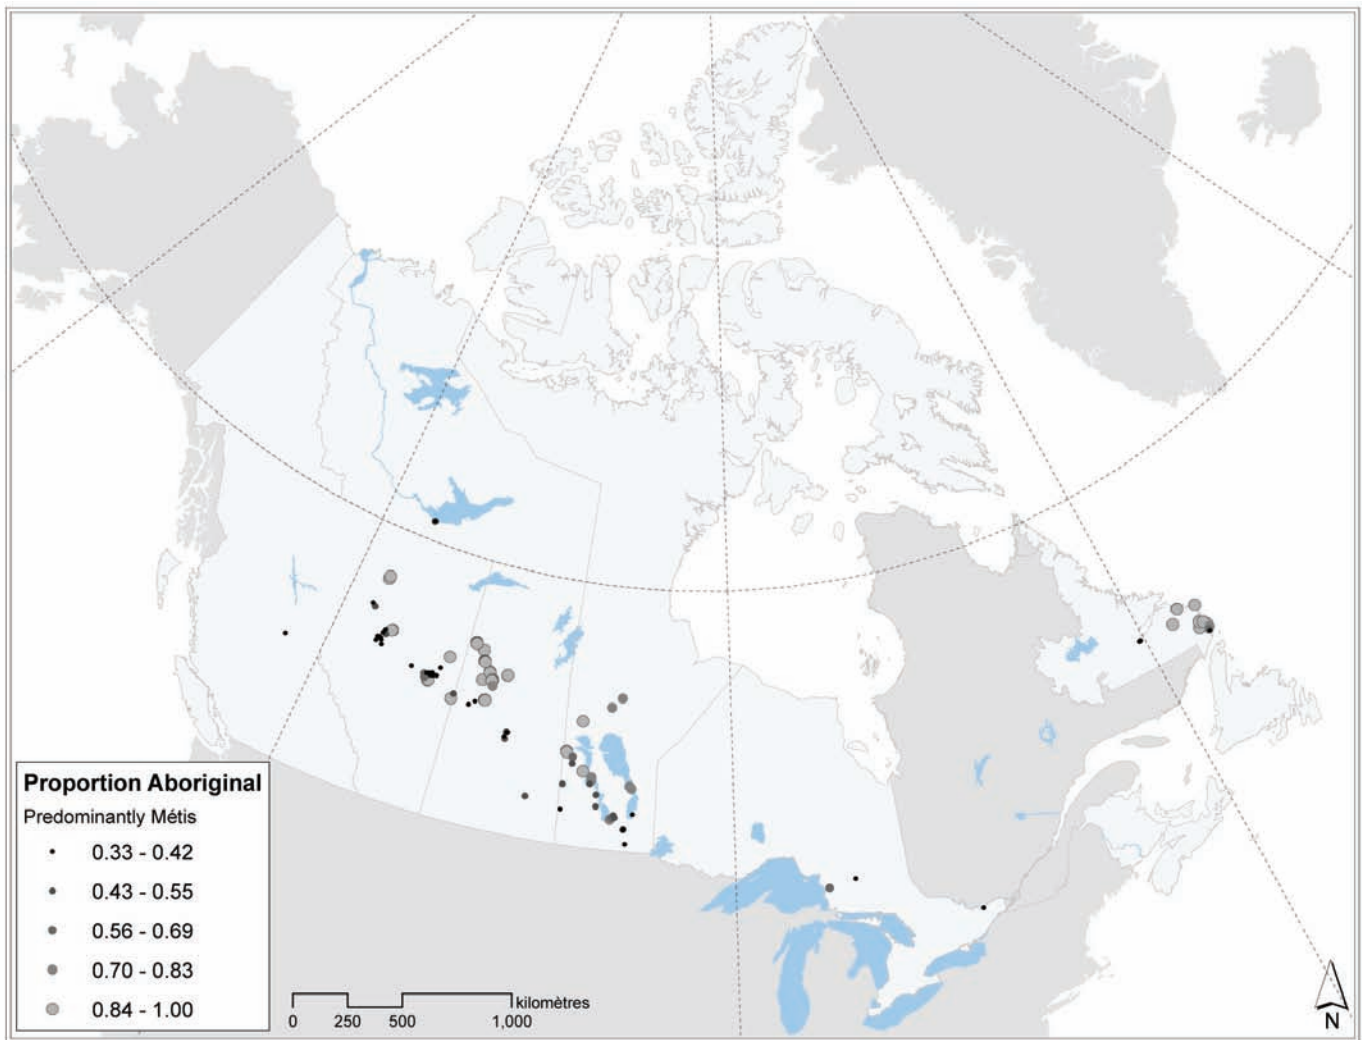 Proportion Aboriginal
Predominantly Métis
0.33 - 0.42
0.43 - 0.55
0.56 - 0.69
0.70 - 0.83
0.84 - 1.00
kilomètres
0 250 500 1,000
N